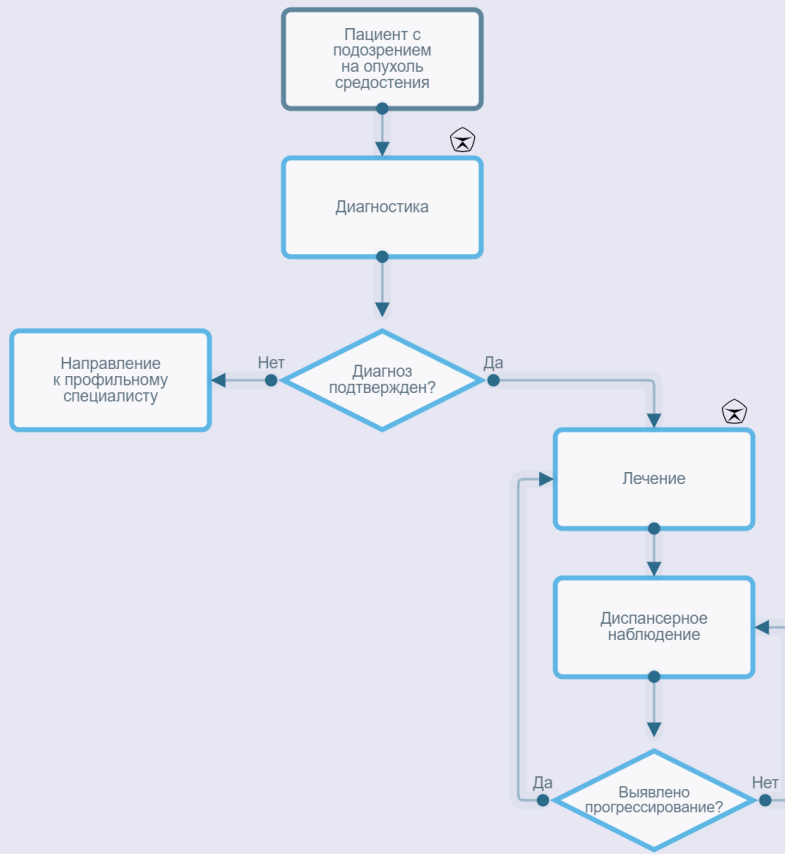 Пациент с
подозрением
на опухоль
средостения
Диагностика
Нет
Диагноз
подтвержден?
Да
Направление
к профильному
специалисту
Лечение
Диспансерное
наблюдение
Да
Выявлено
прогрессирование?
Нет